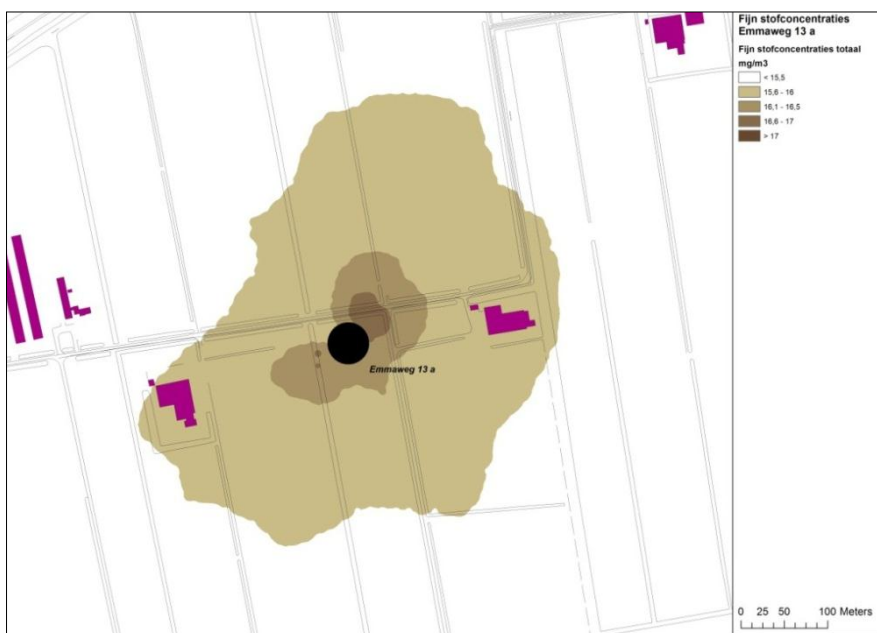 Fijn stofconcentraties
Emmaweg 13 a
Fijn stofconcentraties totaal
mg/m3
< 15,5
15,6 - 16
16,1 - 16,5
16,6 - 17
> 17
Emmaweg 13 a
0 25 50 100 Meters